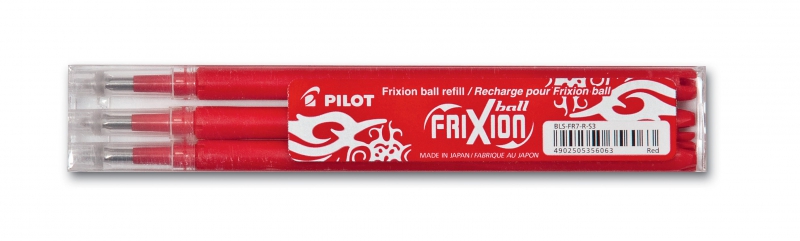 Frixion ball refill / Recharge pour Frixion ball
PILOT
ball
FRIXION
MADE IN JAPAN / FABRIQUÉ AU JAPON
BLS-FR7-R-S3
4902505356063 Red